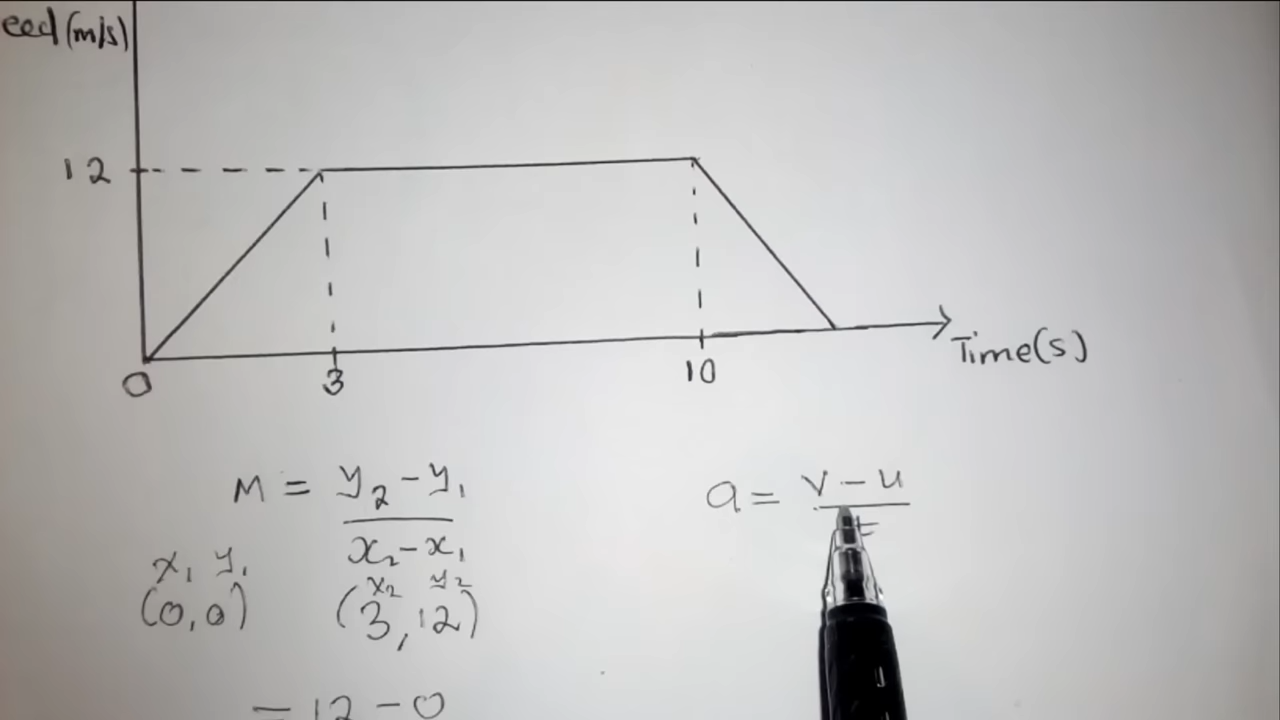 eed (m/s)
12
0 3 10 Time(s)
M = y₂ - y₁ / x₂ - x₁
a = v - u / t
x₁ y₁ x₂ y₂
(0,0) (3,12)
= 12 - 0